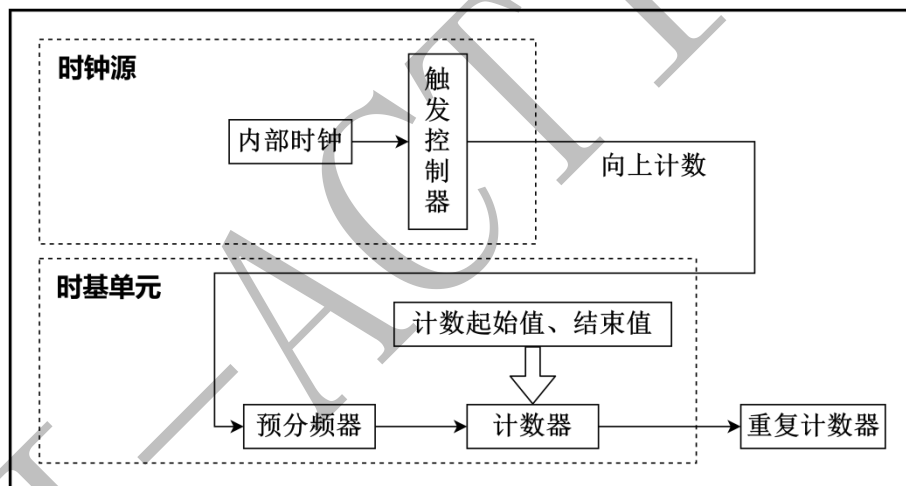 时钟源
内部时钟
触发控制器
向上计数
时基单元
计数起始值、结束值
预分频器
计数器
重复计数器